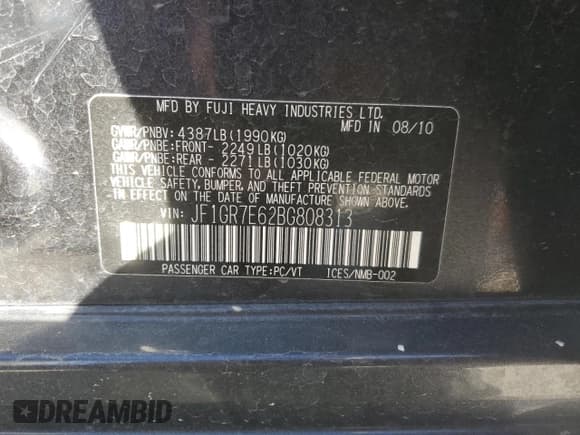 MFD BY FUJI HEAVY INDUSTRIES LTD.
MFD IN 08/10
GVWR/PNBV: 4387LB(1990KG)
GAWR/PNBE:FRONT- 2249LB(1020KG)
GAWR/PNBE:REAR - 2271LB(1030KG)
THIS VEHICLE CONFORMS TO ALL APPLICABLE FEDERAL MOTOR
VEHICLE SAFETY, BUMPER, AND THEFT PREVENTION STANDARDS
IN EFFECT ON THE DATE OF MANUFACTURE SHOWN ABOVE.
VIN: JF1GR7E62BG808313
PASSENGER CAR TYPE:PC/VT ICES/NMB-002
DREAMBID